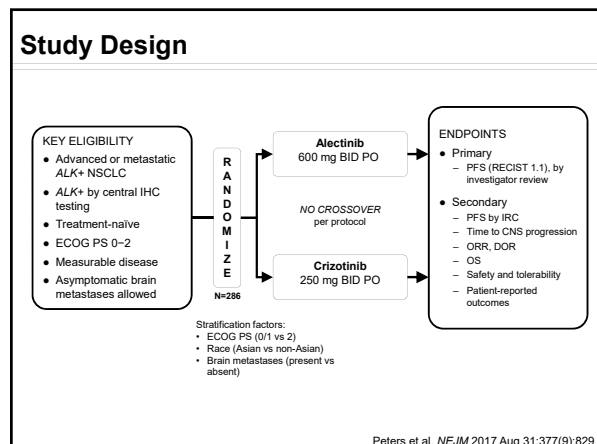 Study Design
KEY ELIGIBILITY
• Advanced or metastatic
ALK+ NSCLC
• ALK+ by central IHC
testing
• Treatment-naïve
• ECOG PS 0−2
• Measurable disease
• Asymptomatic brain
metastases allowed
R
A
N
D
O
M
I
Z
E
N=286
Alectinib
600 mg BID PO
NO CROSSOVER
per protocol
Crizotinib
250 mg BID PO
Stratification factors:
• ECOG PS (0/1 vs 2)
• Race (Asian vs non-Asian)
• Brain metastases (present vs
absent)
ENDPOINTS
• Primary
– PFS (RECIST 1.1), by
investigator review
• Secondary
– PFS by IRC
– Time to CNS progression
– ORR, DOR
– OS
– Safety and tolerability
– Patient-reported
outcomes
Peters et al. NEJM 2017 Aug 31;377(9):829